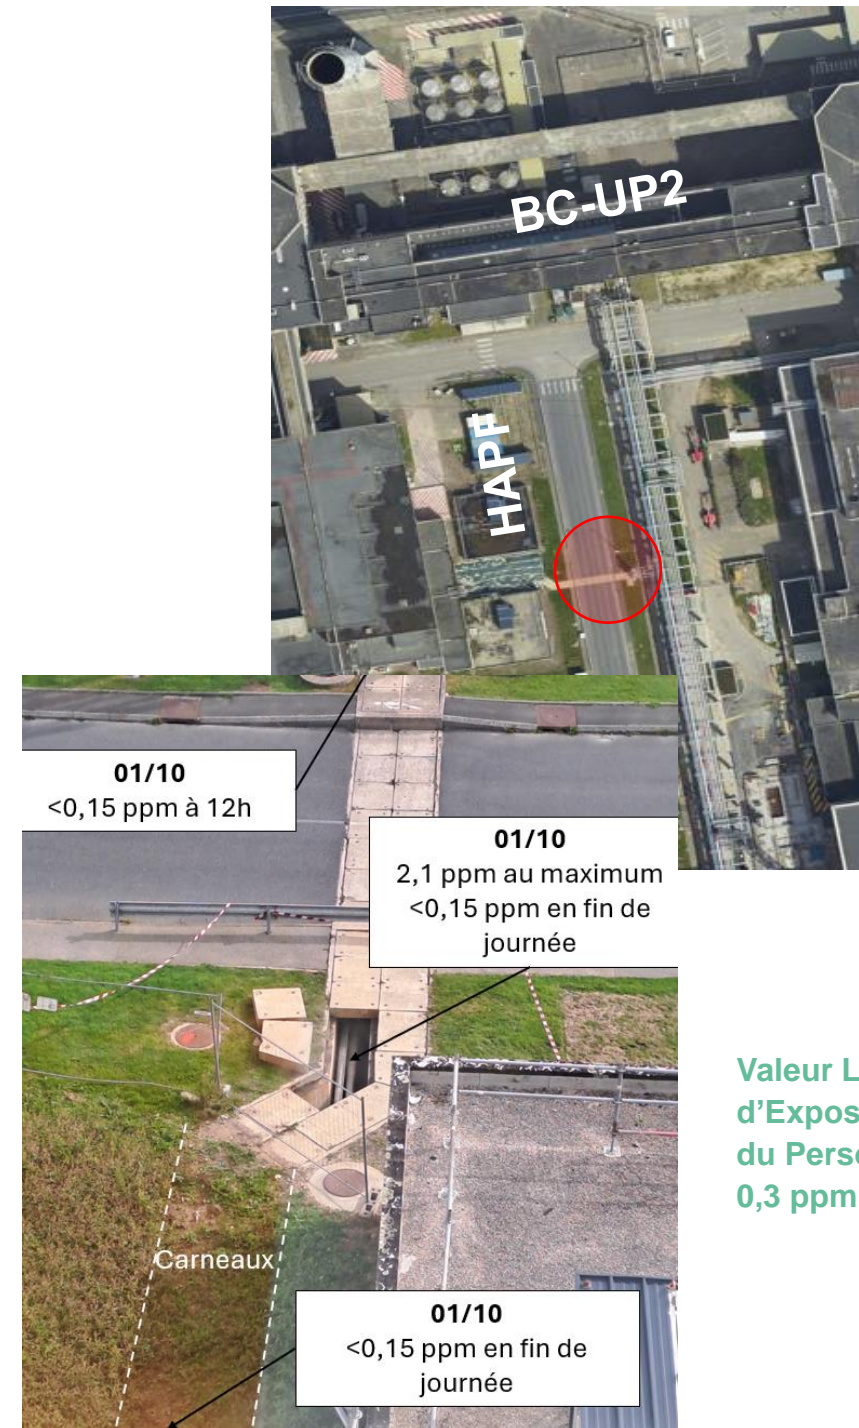 BC-UP2
HAPF
01/10
<0,15 ppm à 12h
01/10
2,1 ppm au maximum
<0,15 ppm en fin de
journée
Valeur L
d’Expos
du Pers
0,3 ppm
Carneaux
01/10
<0,15 ppm en fin de
journée